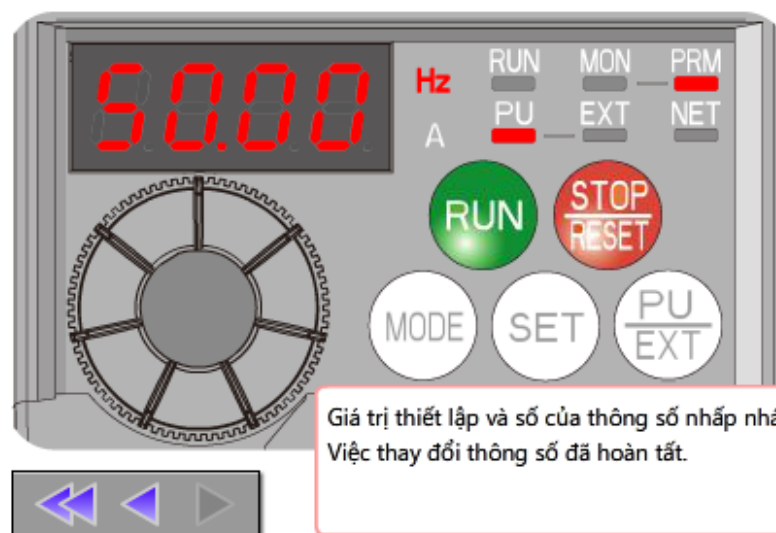 50.00
Hz
RUN MON PRM
A
PU EXT NET
RUN
STOP
RESET
MODE
SET
PU
EXT
Giá trị thiết lập và số của thông số nhấp nhá
Việc thay đổi thông số đã hoàn tất.